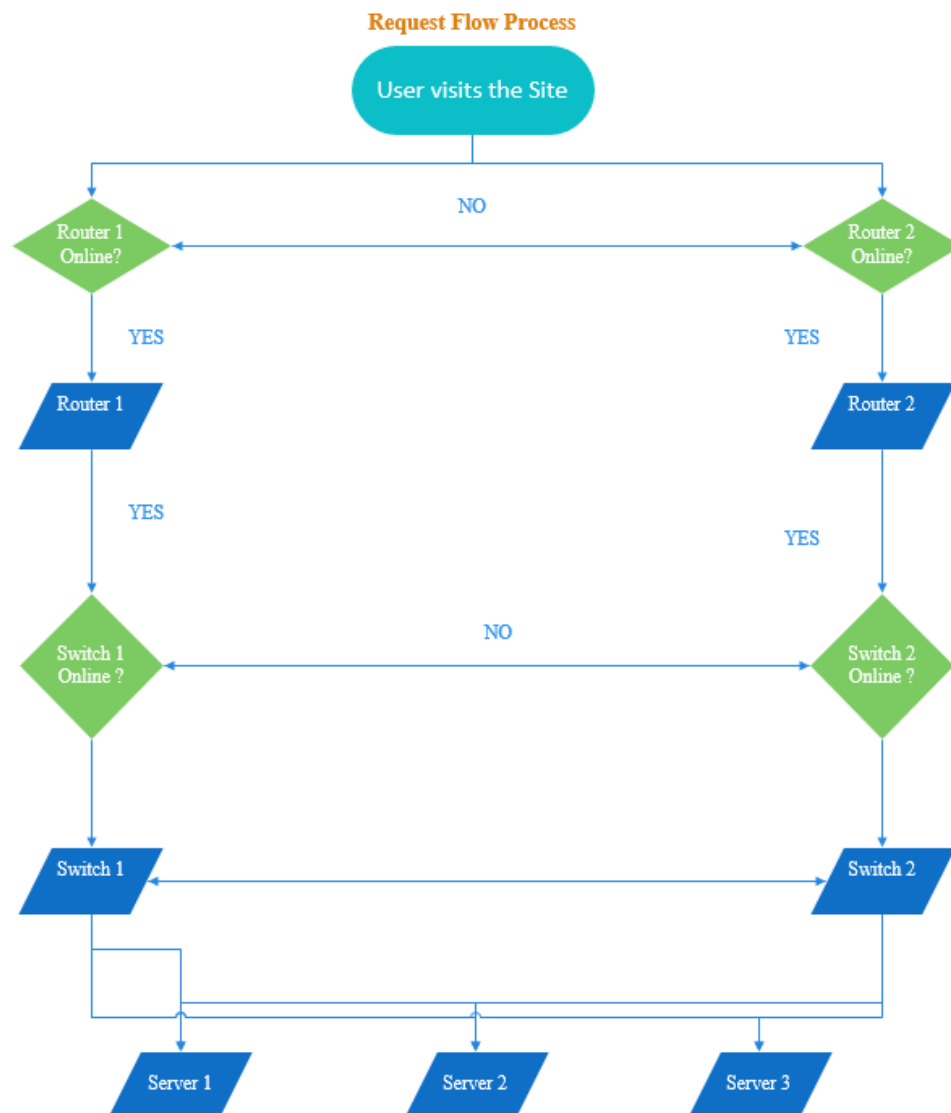 Request Flow Process
User visits the Site
NO
Router 1
Online?
Router 2
Online?
YES
YES
Router 1
Router 2
YES
YES
NO
Switch 1
Online ?
Switch 2
Online ?
Switch 1
Switch 2
Server 1
Server 2
Server 3